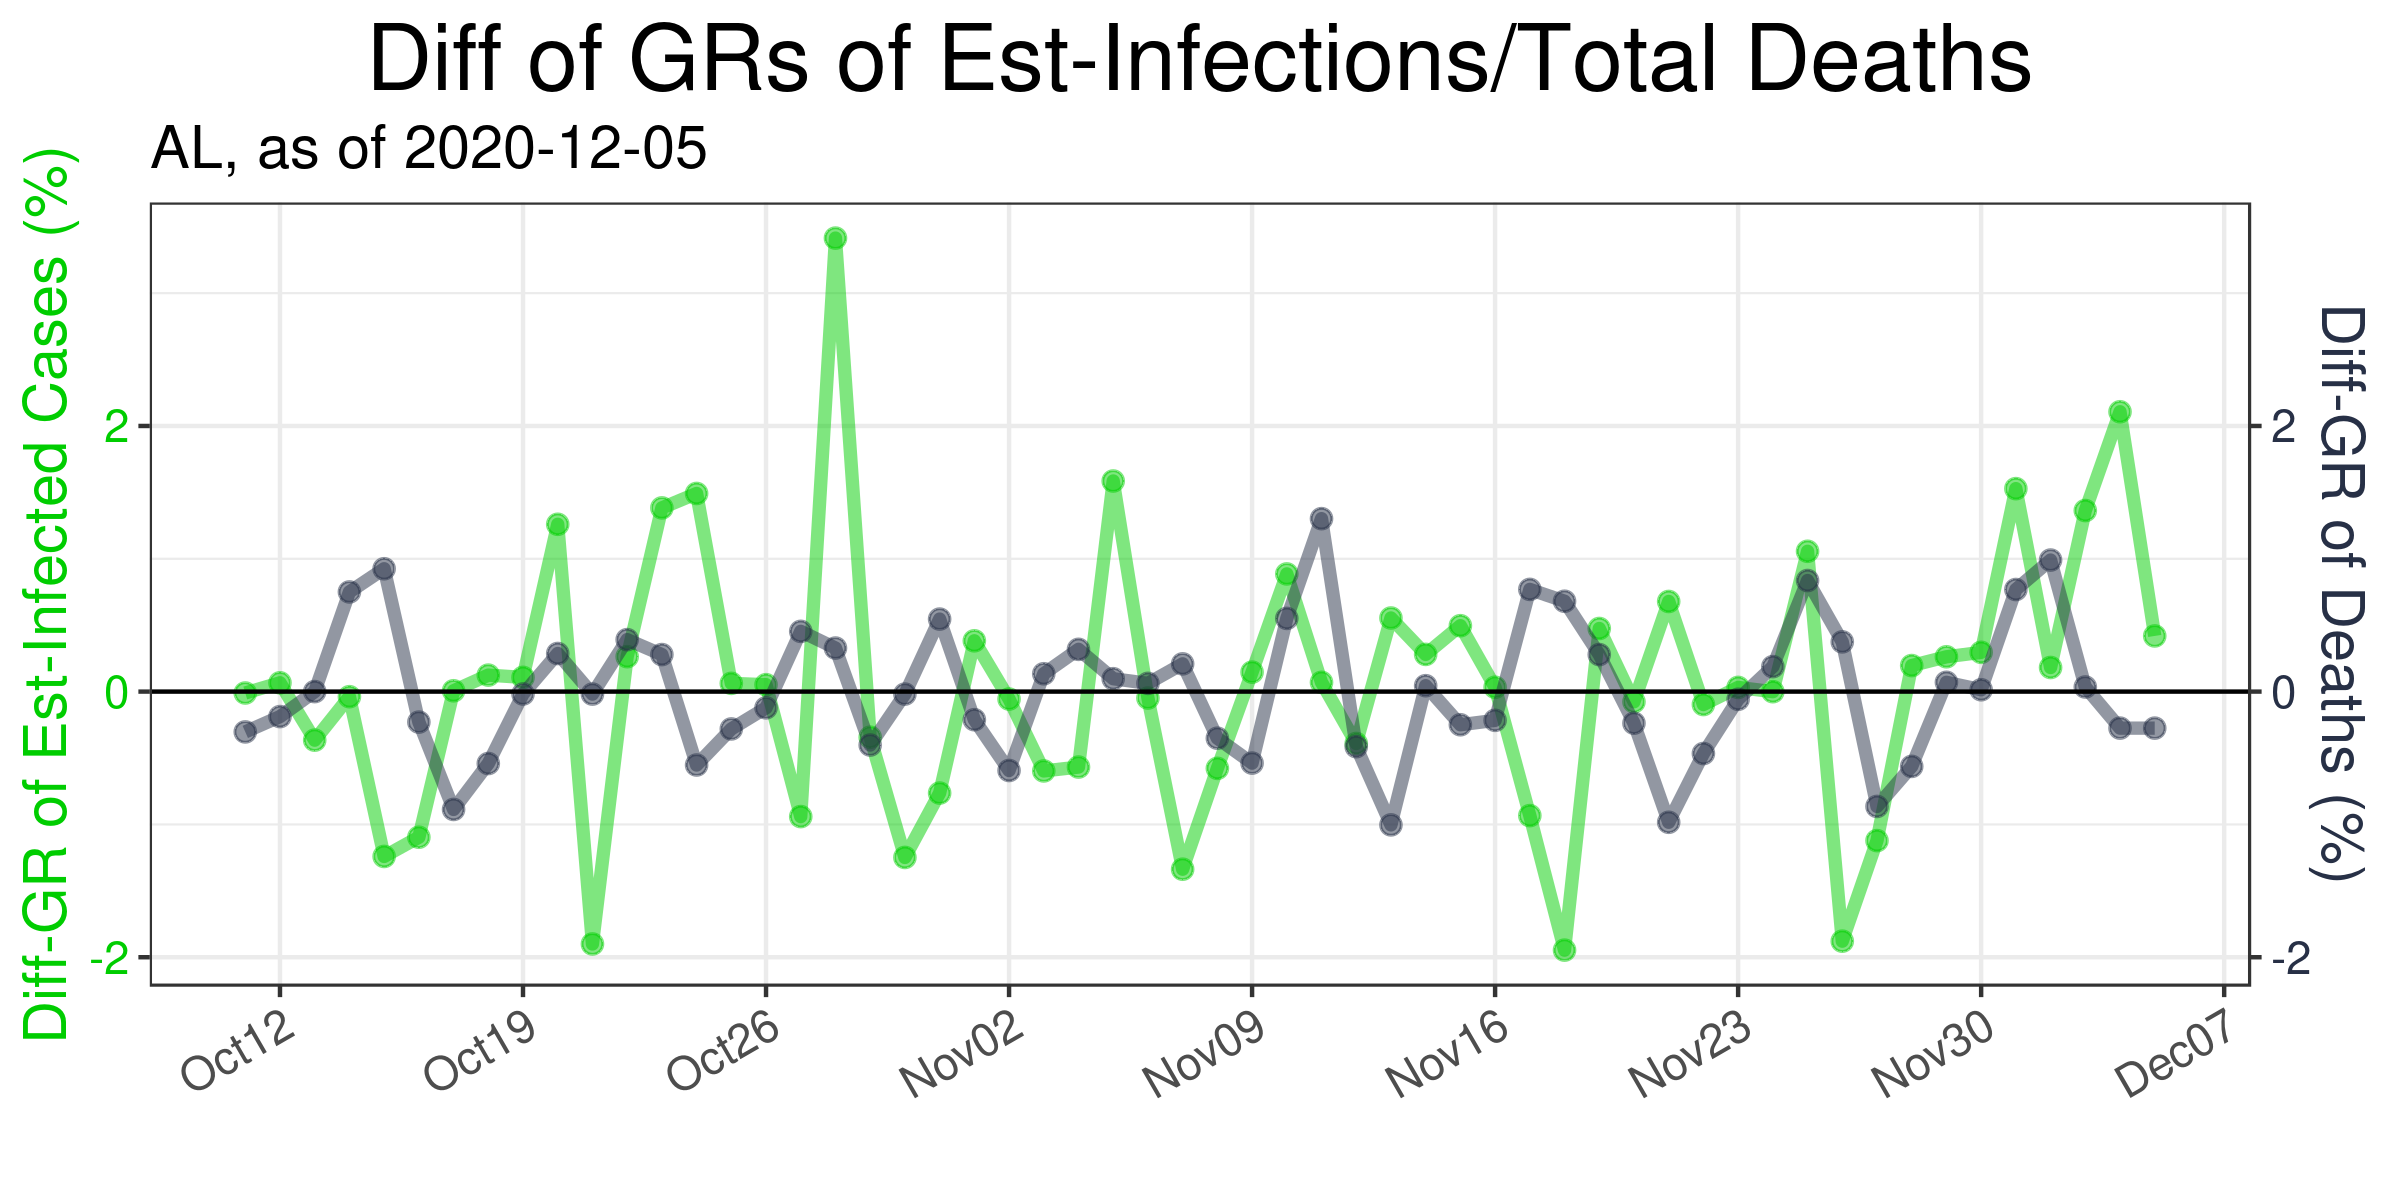 Diff of GRs of Est-Infections/Total Deaths
AL, as of 2020-12-05
Diff-GR of Est-Infected Cases (%)
2
0
-2
2
0
-2
Diff-GR of Deaths (%)
Oct12
Oct19
Oct26
Nov02
Nov09
Nov16
Nov23
Nov30
Dec07